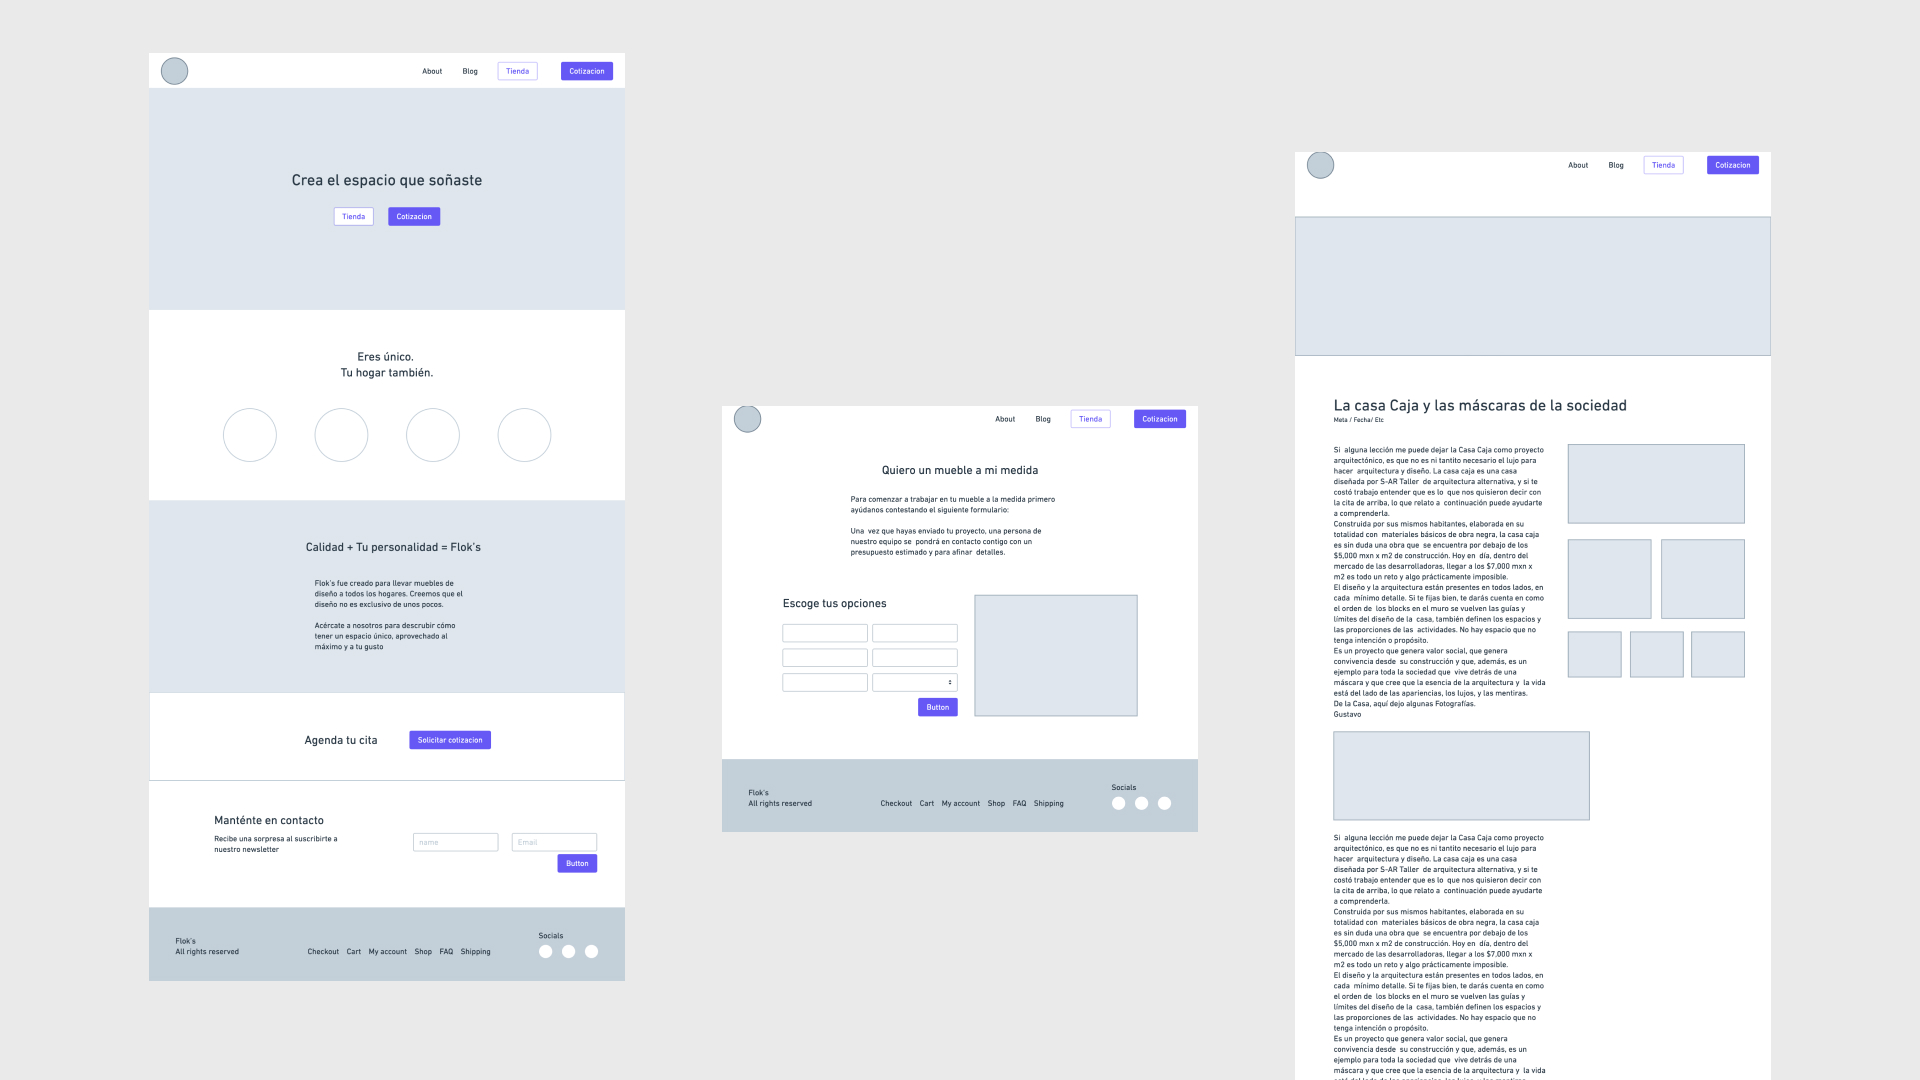 About
Blog
Tienda
Cotizacion
Crea el espacio que soñaste
Tienda
Cotizacion
Eres único.
Tu hogar también.
Calidad + Tu personalidad = Flok's
Flok's fue creado para llevar muebles de
diseño a todos los hogares. Creemos que el
diseño no es exclusivo de unos pocos.
Acércate a nosotros para descrubir cómo
tener un espacio único, aprovechado al
máximo y a tu gusto
Agenda tu cita
Solicitar cotizacion
Manténte en contacto
Recibe una sorpresa al suscribirte a
nuestro newsletter
name
Email
Button
Flok's
All rights reserved
Checkout Cart My account Shop FAQ Shipping
Socials
About
Blog
Tienda
Cotizacion
Quiero un mueble a mi medida
Para comenzar a trabajar en tu mueble a la medida primero
ayúdanos contestando el siguiente formulario:
Una vez que hayas enviado tu proyecto, una persona de
nuestro equipo se pondrá en contacto contigo con un
presupuesto estimado y para afinar detalles.
Escoge tus opciones
Button
Flok's
All rights reserved
Checkout Cart My account Shop FAQ Shipping
Socials
About
Blog
Tienda
Cotizacion
La casa Caja y las máscaras de la sociedad
Meta / Fecha/ Etc
Si alguna lección me puede dejar la Casa Caja como proyecto
arquitectónico, es que no es ni tantito necesario el lujo para
hacer arquitectura y diseño. La casa caja es una casa
diseñada por S-AR Taller de arquitectura alternativa, y si te
costó trabajo entender que es lo que nos quisieron decir con
la cita de arriba, lo que relato a continuación puede ayudarte
a comprenderla.
Construida por sus mismos habitantes, elaborada en su
totalidad con materiales básicos de obra negra, la casa caja
es sin duda una obra que se encuentra por debajo de los
$5,000 mxn x m2 de construcción. Hoy en día, dentro del
mercado de las desarrolladoras, llegar a los $7,000 mxn x
m2 es todo un reto y algo prácticamente imposible.
El diseño y la arquitectura están presentes en todos lados, en
cada mínimo detalle. Si te fijas bien, te darás cuenta en como
el orden de los blocks en el muro se vuelven las guías y
límites del diseño de la casa, también definen los espacios y
las proporciones de las actividades. No hay espacio que no
tenga intención o propósito.
Es un proyecto que genera valor social, que genera
convivencia desde su construcción y que, además, es un
ejemplo para toda la sociedad que vive detrás de una
máscara y que cree que la esencia de la arquitectura y la vida
está del lado de las apariencias, los lujos, y las mentiras.
De la Casa, aquí dejo algunas Fotografías.
Gustavo
Si alguna lección me puede dejar la Casa Caja como proyecto
arquitectónico, es que no es ni tantito necesario el lujo para
hacer arquitectura y diseño. La casa caja es una casa
diseñada por S-AR Taller de arquitectura alternativa, y si te
costó trabajo entender que es lo que nos quisieron decir con
la cita de arriba, lo que relato a continuación puede ayudarte
a comprenderla.
Construida por sus mismos habitantes, elaborada en su
totalidad con materiales básicos de obra negra, la casa caja
es sin duda una obra que se encuentra por debajo de los
$5,000 mxn x m2 de construcción. Hoy en día, dentro del
mercado de las desarrolladoras, llegar a los $7,000 mxn x
m2 es todo un reto y algo prácticamente imposible.
El diseño y la arquitectura están presentes en todos lados, en
cada mínimo detalle. Si te fijas bien, te darás cuenta en como
el orden de los blocks en el muro se vuelven las guías y
límites del diseño de la casa, también definen los espacios y
las proporciones de las actividades. No hay espacio que no
tenga intención o propósito.
Es un proyecto que genera valor social, que genera
convivencia desde su construcción y que, además, es un
ejemplo para toda la sociedad que vive detrás de una
máscara y que cree que la esencia de la arquitectura y la vida